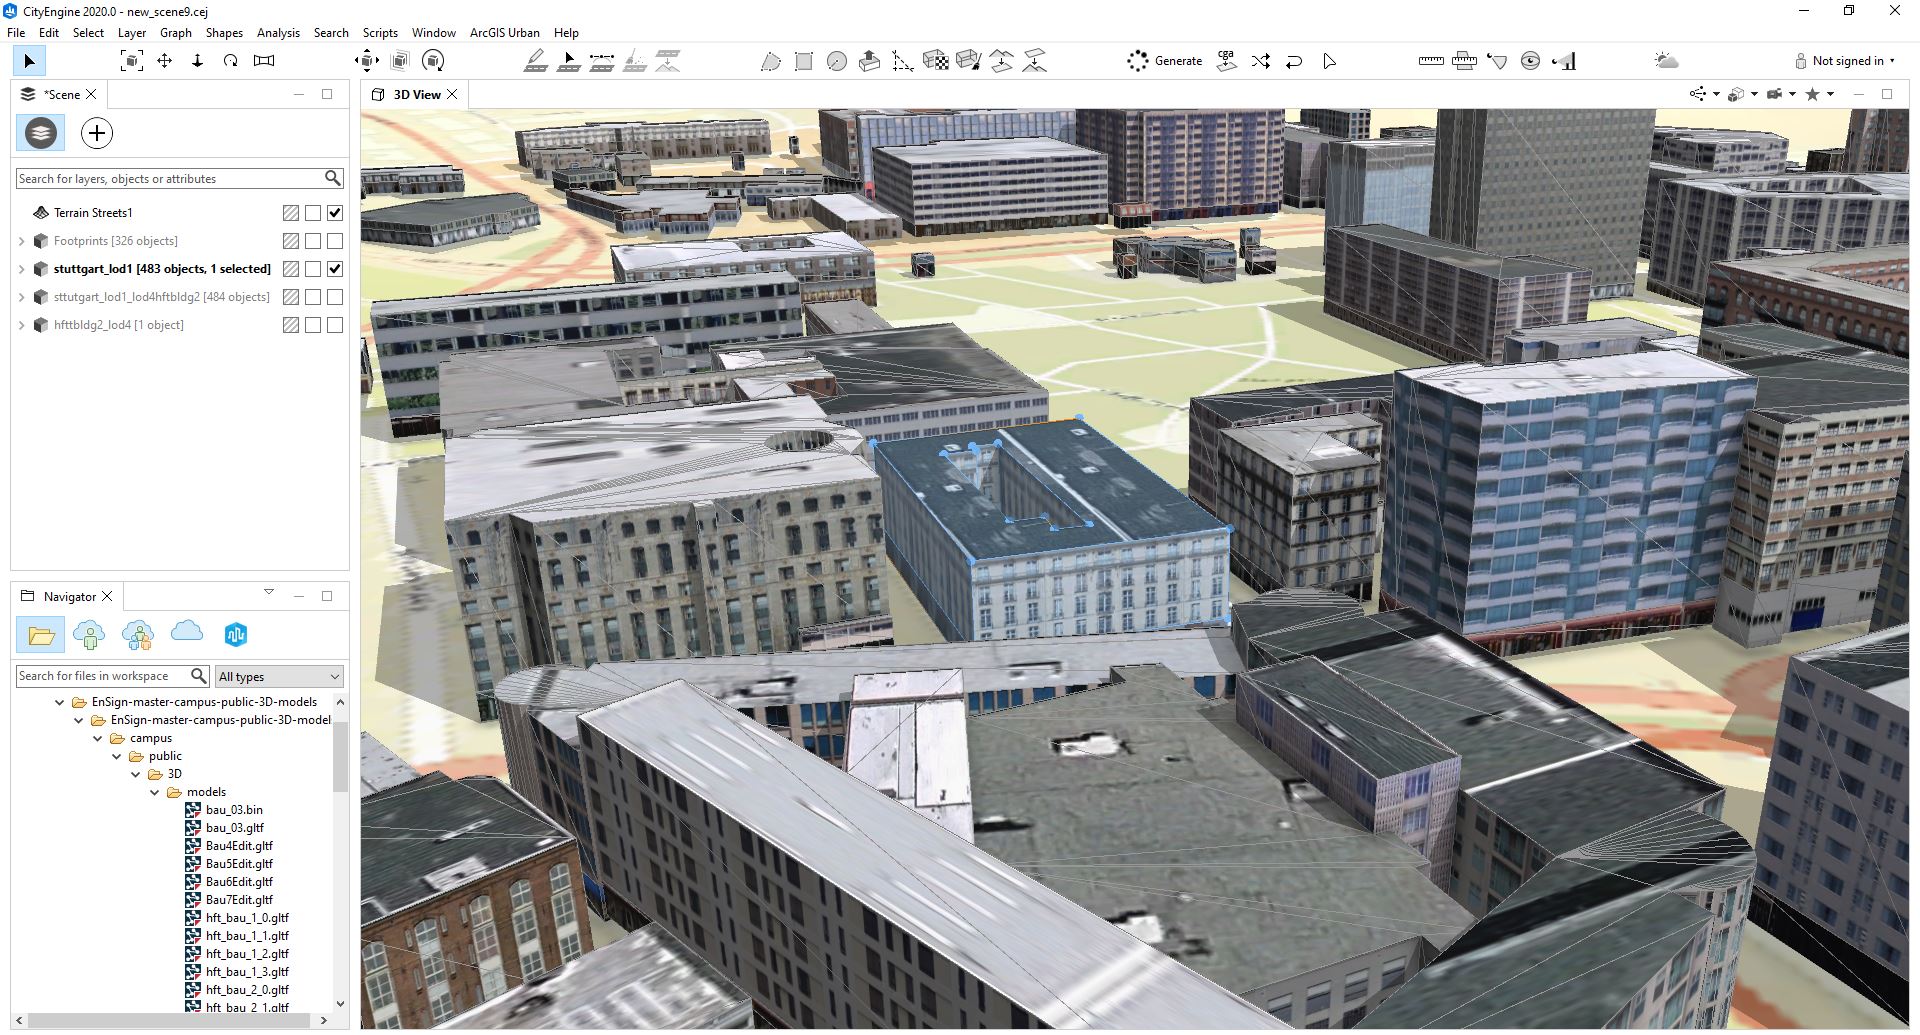 CityEngine 2020.0 - new_scene9.cej
File Edit Select Layer Graph Shapes Analysis Search Scripts Window ArcGIS Urban Help
Generate
cga
Not signed in
*Scene
3D View
Search for layers, objects or attributes
Terrain Streets1
Footprints [326 objects]
stuttgart_lod1 [483 objects, 1 selected]
sttutgart_lod1_lod4hftbldg2 [484 objects]
hfttbldg2_lod4 [1 object]
Navigator
Search for files in workspace
All types
EnSign-master-campus-public-3D-models
EnSign-master-campus-public-3D-model
campus
public
3D
models
bau_03.bin
bau_03.gltf
Bau4Edit.gltf
Bau5Edit.gltf
Bau6Edit.gltf
Bau7Edit.gltf
hft_bau_1_0.gltf
hft_bau_1_1.gltf
hft_bau_1_2.gltf
hft_bau_1_3.gltf
hft_bau_2_0.gltf
hft_bau_2_1.gltf